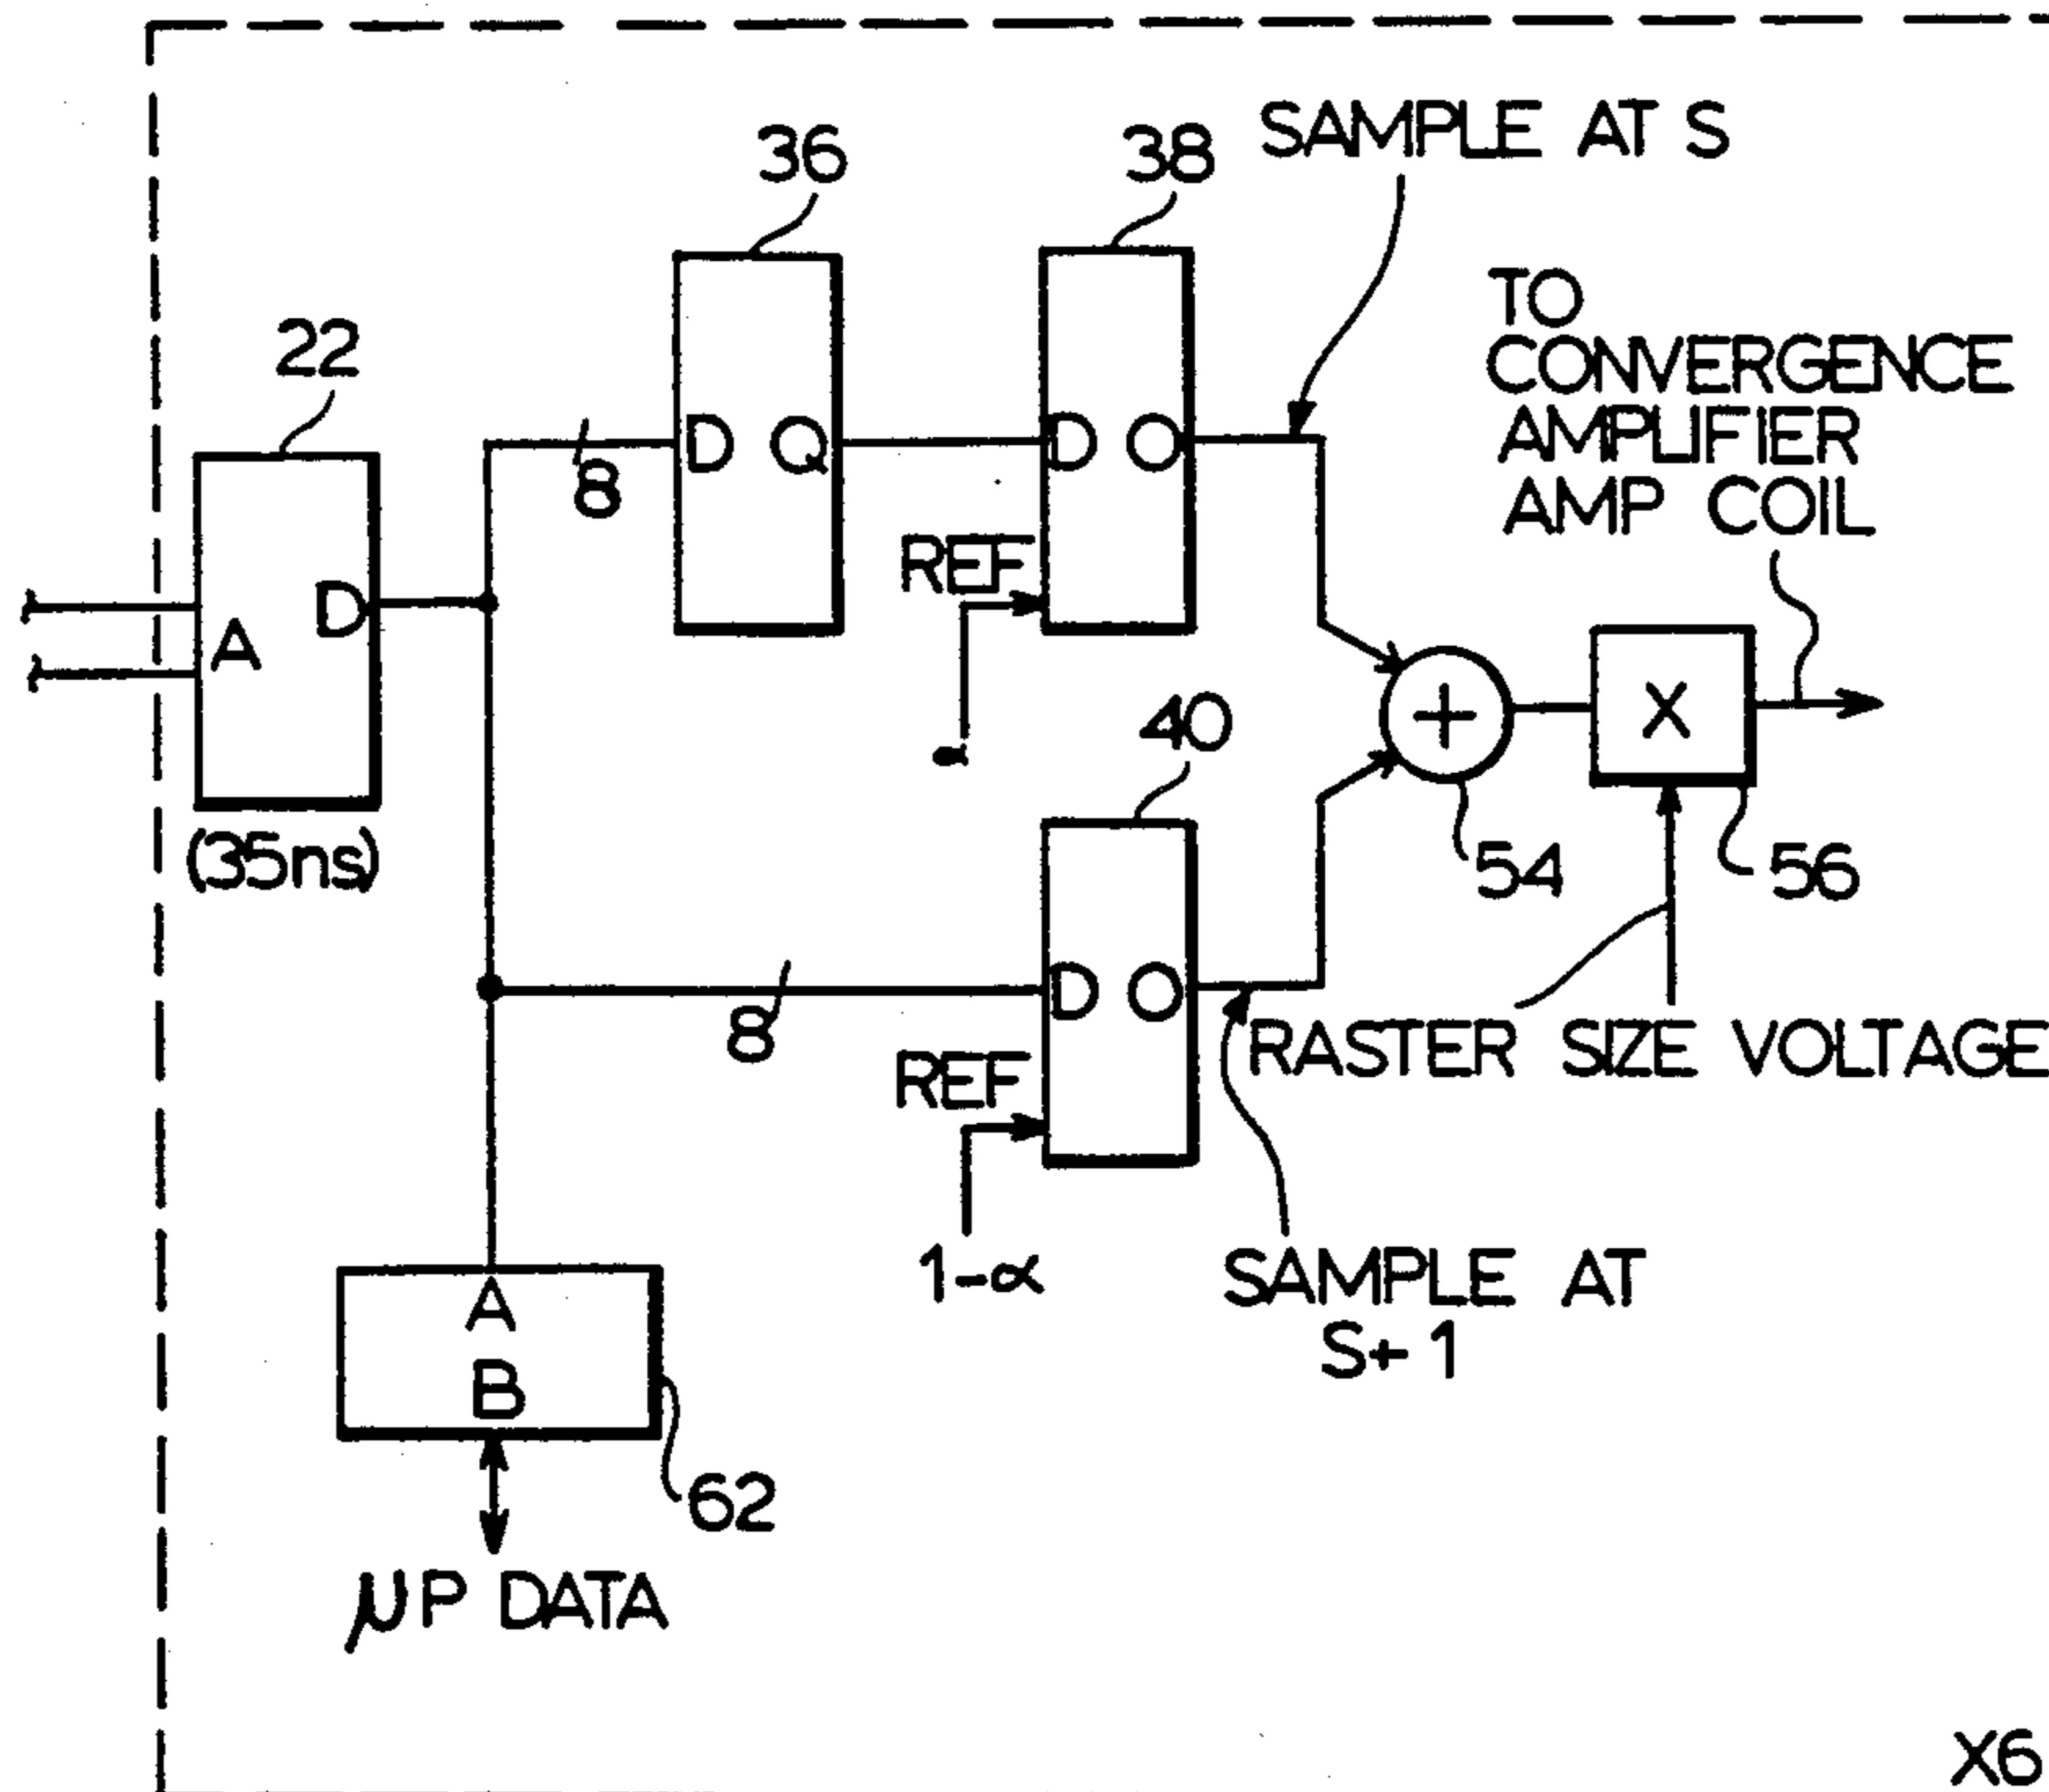 SAMPLE AT S
36
38
TO
CONVERGENCE
AMPLIFIER
AMP COIL
22
8
D Q
D O
REF
A D
α
40
+
X
(35ns)
54
56
8
D O
RASTER SIZE VOLTAGE
REF
1-α
SAMPLE AT
S+1
A
B
62
μP DATA
X6